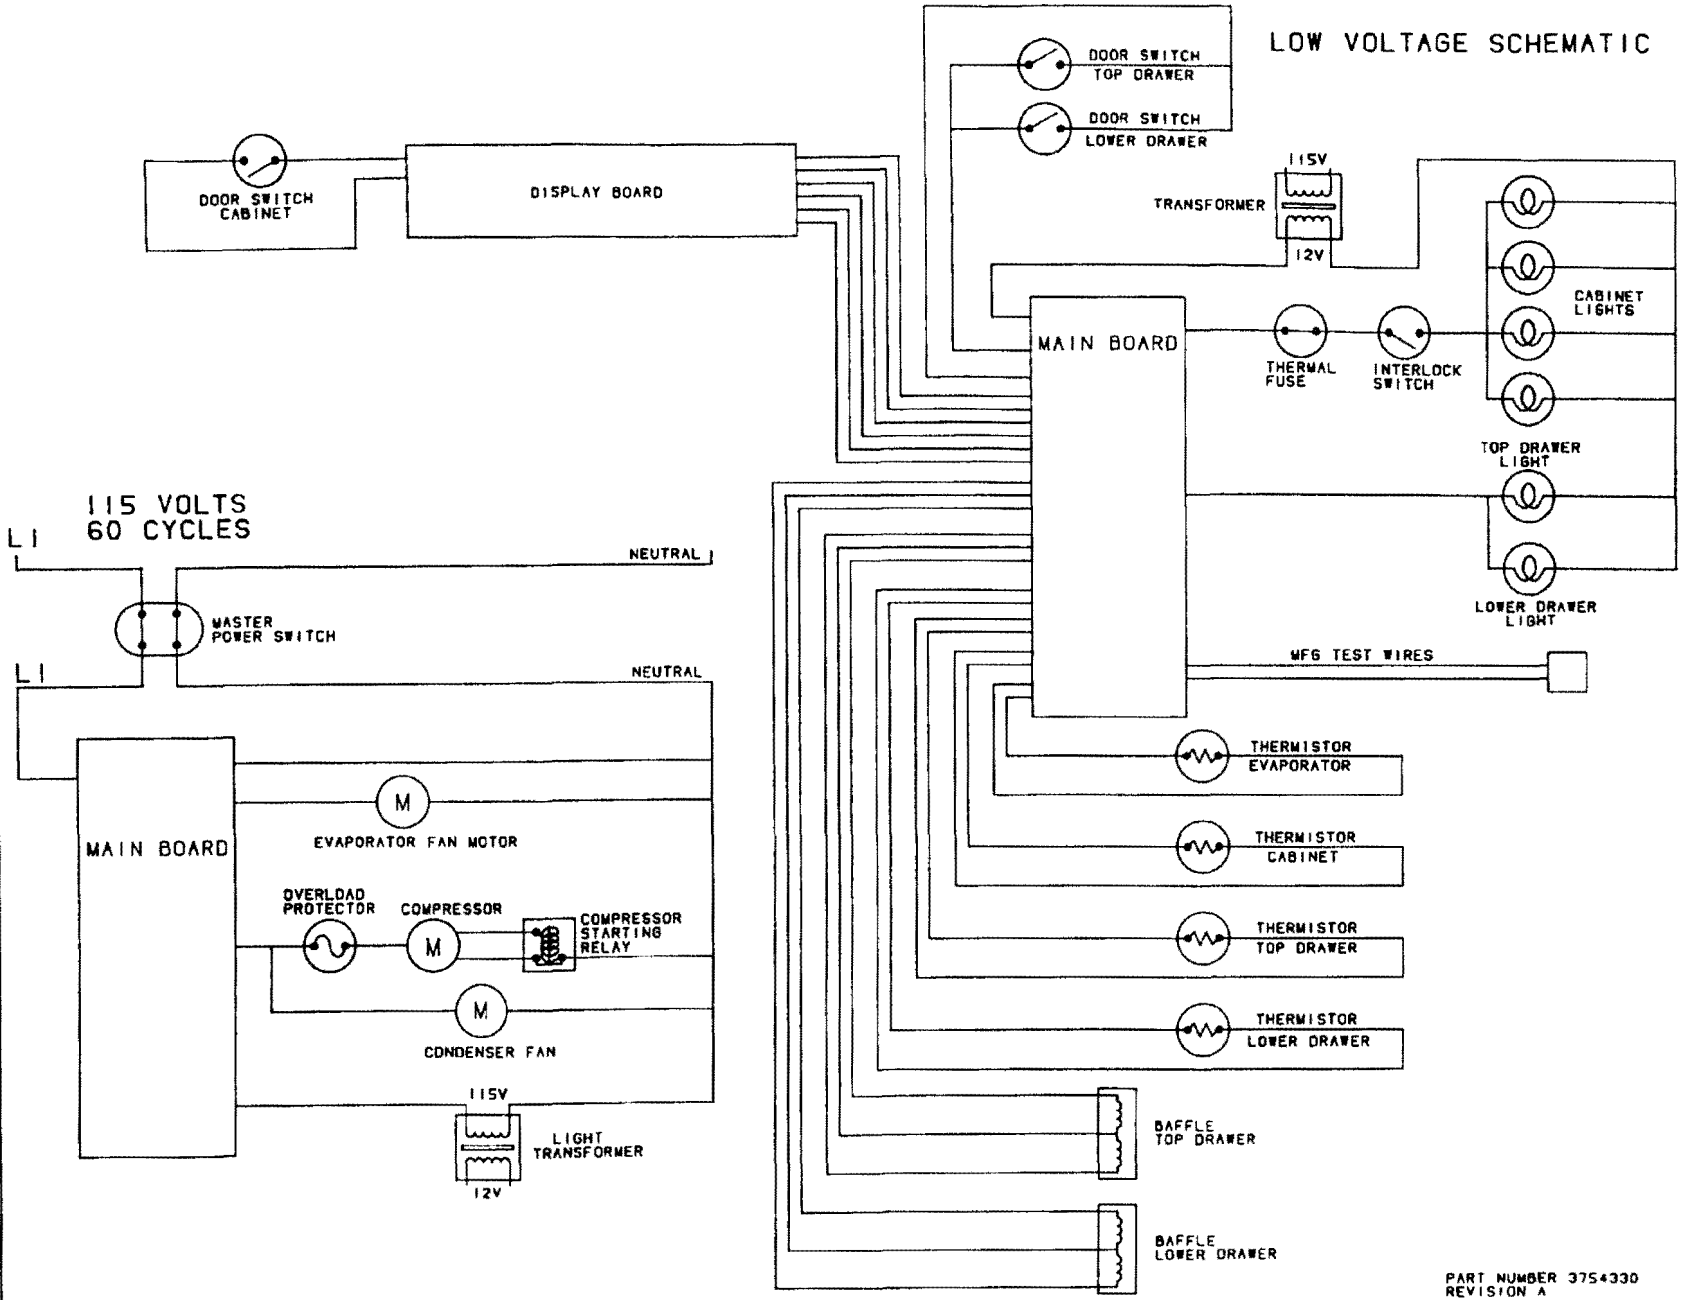 LOW VOLTAGE SCHEMATIC
DOOR SWITCH
TOP DRAWER
DOOR SWITCH
LOWER DRAWER
DOOR SWITCH
CABINET
DISPLAY BOARD
115V
TRANSFORMER
12V
CABINET
LIGHTS
MAIN BOARD
THERMAL
FUSE
INTERLOCK
SWITCH
TOP DRAWER
LIGHT
LOWER DRAWER
LIGHT
MFG TEST WIRES
115 VOLTS
60 CYCLES
L1
NEUTRAL
MASTER
POWER SWITCH
L1
NEUTRAL
MAIN BOARD
M
EVAPORATOR FAN MOTOR
OVERLOAD
PROTECTOR
COMPRESSOR
M
COMPRESSOR
STARTING
RELAY
M
CONDENSER FAN
115V
LIGHT
TRANSFORMER
12V
THERMISTOR
EVAPORATOR
THERMISTOR
CABINET
THERMISTOR
TOP DRAWER
THERMISTOR
LOWER DRAWER
BAFFLE
TOP DRAWER
BAFFLE
LOWER DRAWER
PART NUMBER 3754330
REVISION A